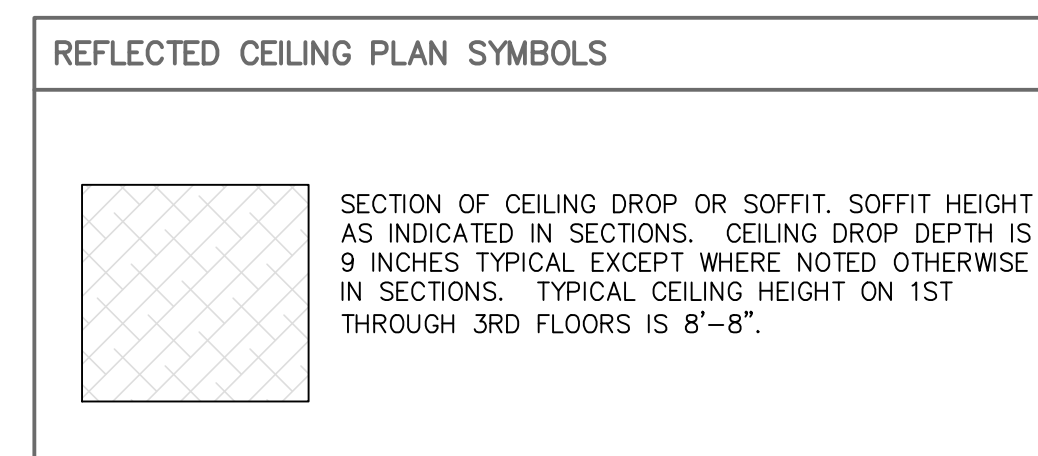 REFLECTED CEILING PLAN SYMBOLS
SECTION OF CEILING DROP OR SOFFIT. SOFFIT HEIGHT
AS INDICATED IN SECTIONS. CEILING DROP DEPTH IS
9 INCHES TYPICAL EXCEPT WHERE NOTED OTHERWISE
IN SECTIONS. TYPICAL CEILING HEIGHT ON 1ST
THROUGH 3RD FLOORS IS 8’–8”.